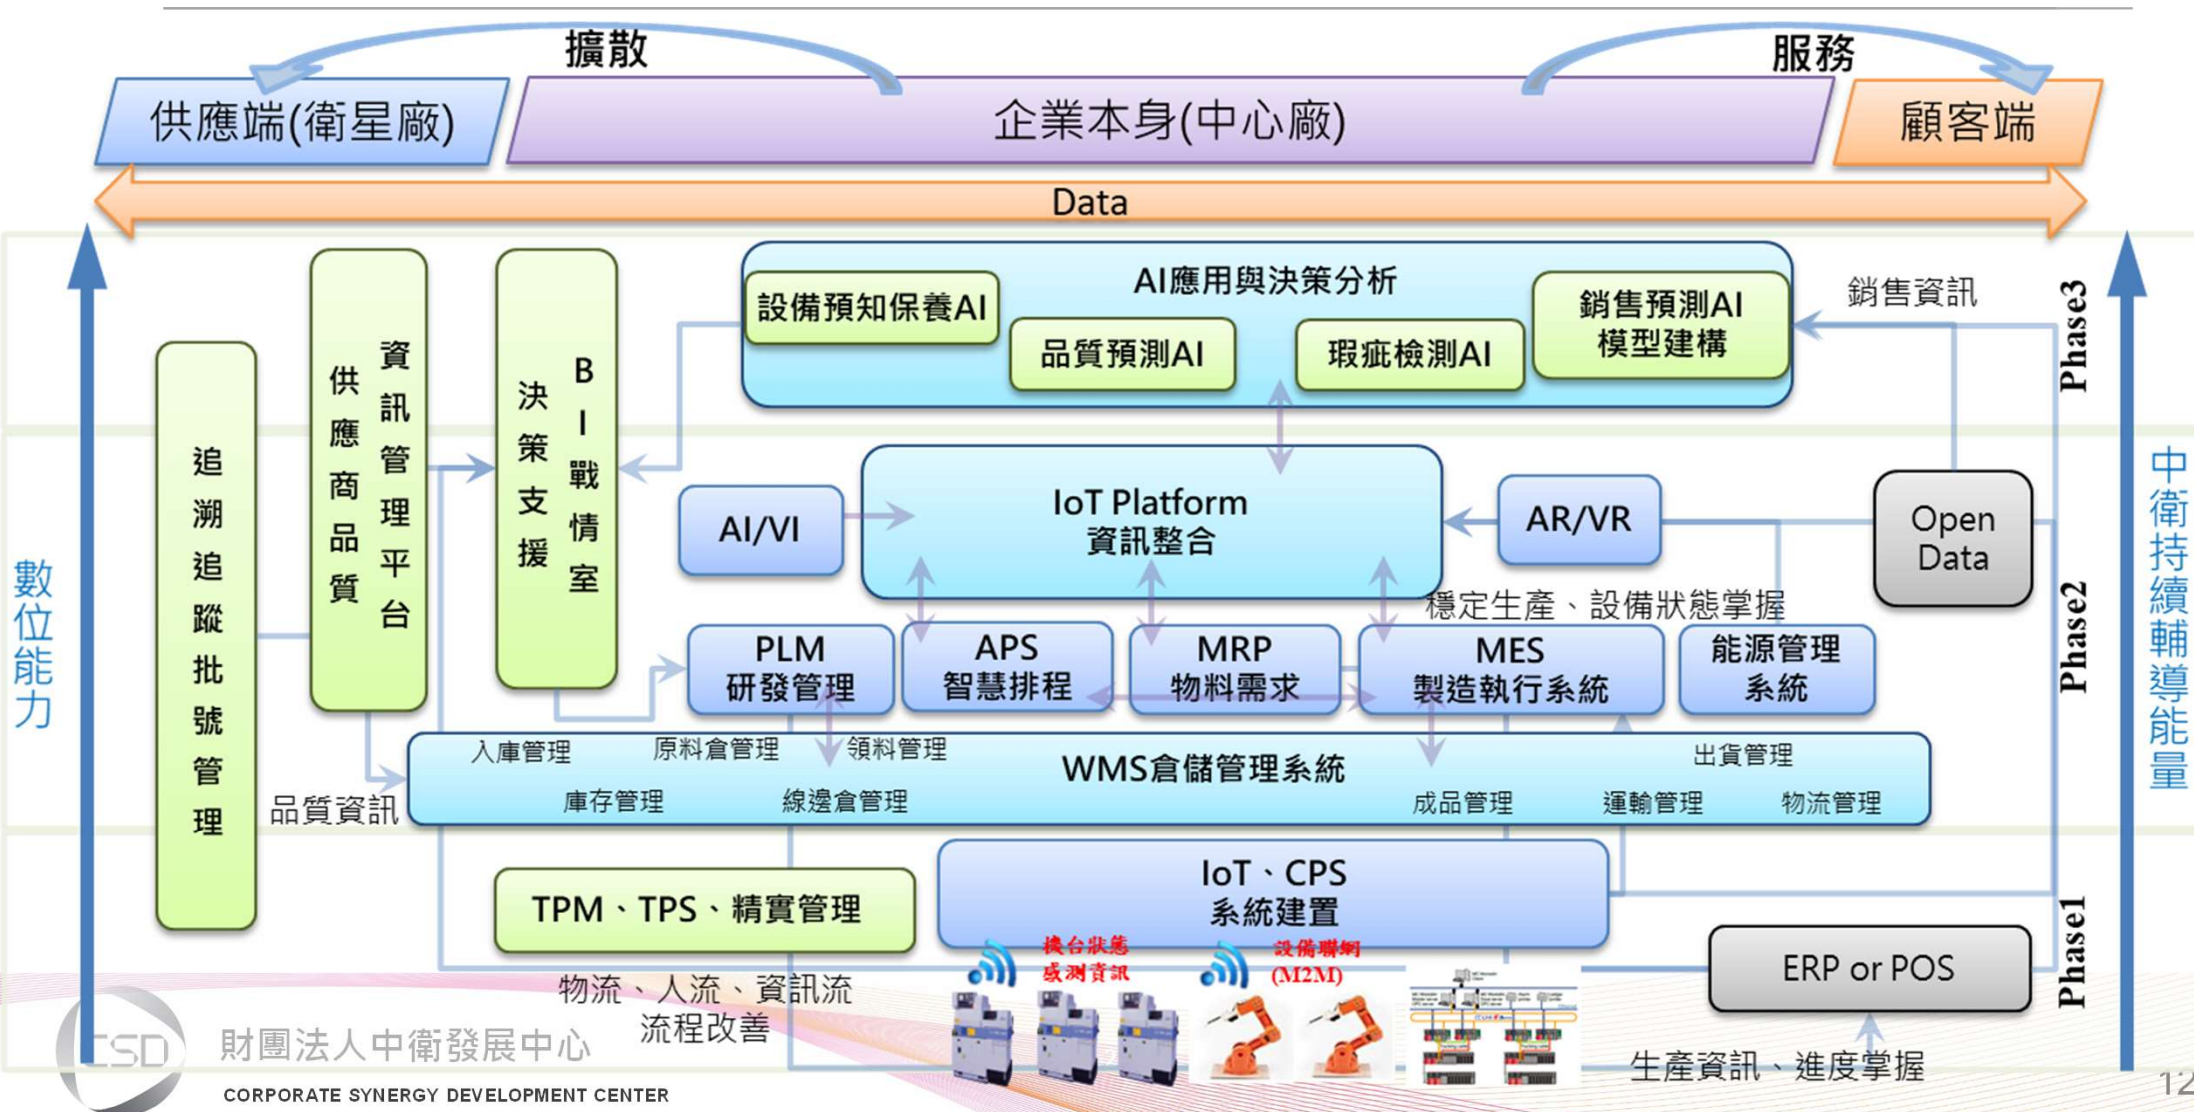 擴散
服務
供應端(衛星廠)
企業本身(中心廠)
顧客端
Data
數位能力
追溯追蹤批號管理
供應商品質
資訊管理平台
決策支援
BI戰情室
AI應用與決策分析
設備預知保養AI
品質預測AI
瑕疵檢測AI
銷售預測AI
模型建構
銷售資訊
Phase3
AI/VI
IoT Platform
資訊整合
AR/VR
Open
Data
穩定生產、設備狀態掌握
PLM
研發管理
APS
智慧排程
MRP
物料需求
MES
製造執行系統
能源管理
系統
Phase2
中衛持續輔導能量
入庫管理
原料倉管理
領料管理
WMS倉儲管理系統
出貨管理
庫存管理
線邊倉管理
成品管理
運輸管理
物流管理
品質資訊
TPM、TPS、精實管理
IoT、CPS
系統建置
機台狀態
感測資訊
設備聯網
(M2M)
ERP or POS
Phase1
物流、人流、資訊流
流程改善
生產資訊、進度掌握
CSD
財團法人中衛發展中心
CORPORATE SYNERGY DEVELOPMENT CENTER
12